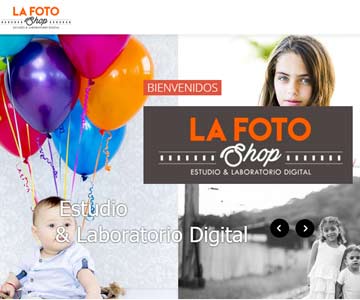 LA FOTO
Shop
ESTUDIO & LABORATORIO DIGITAL
BIENVENIDOS
LA FOTO
Shop
ESTUDIO & LABORATORIO DIGITAL
Estudio
& Laboratorio Digital